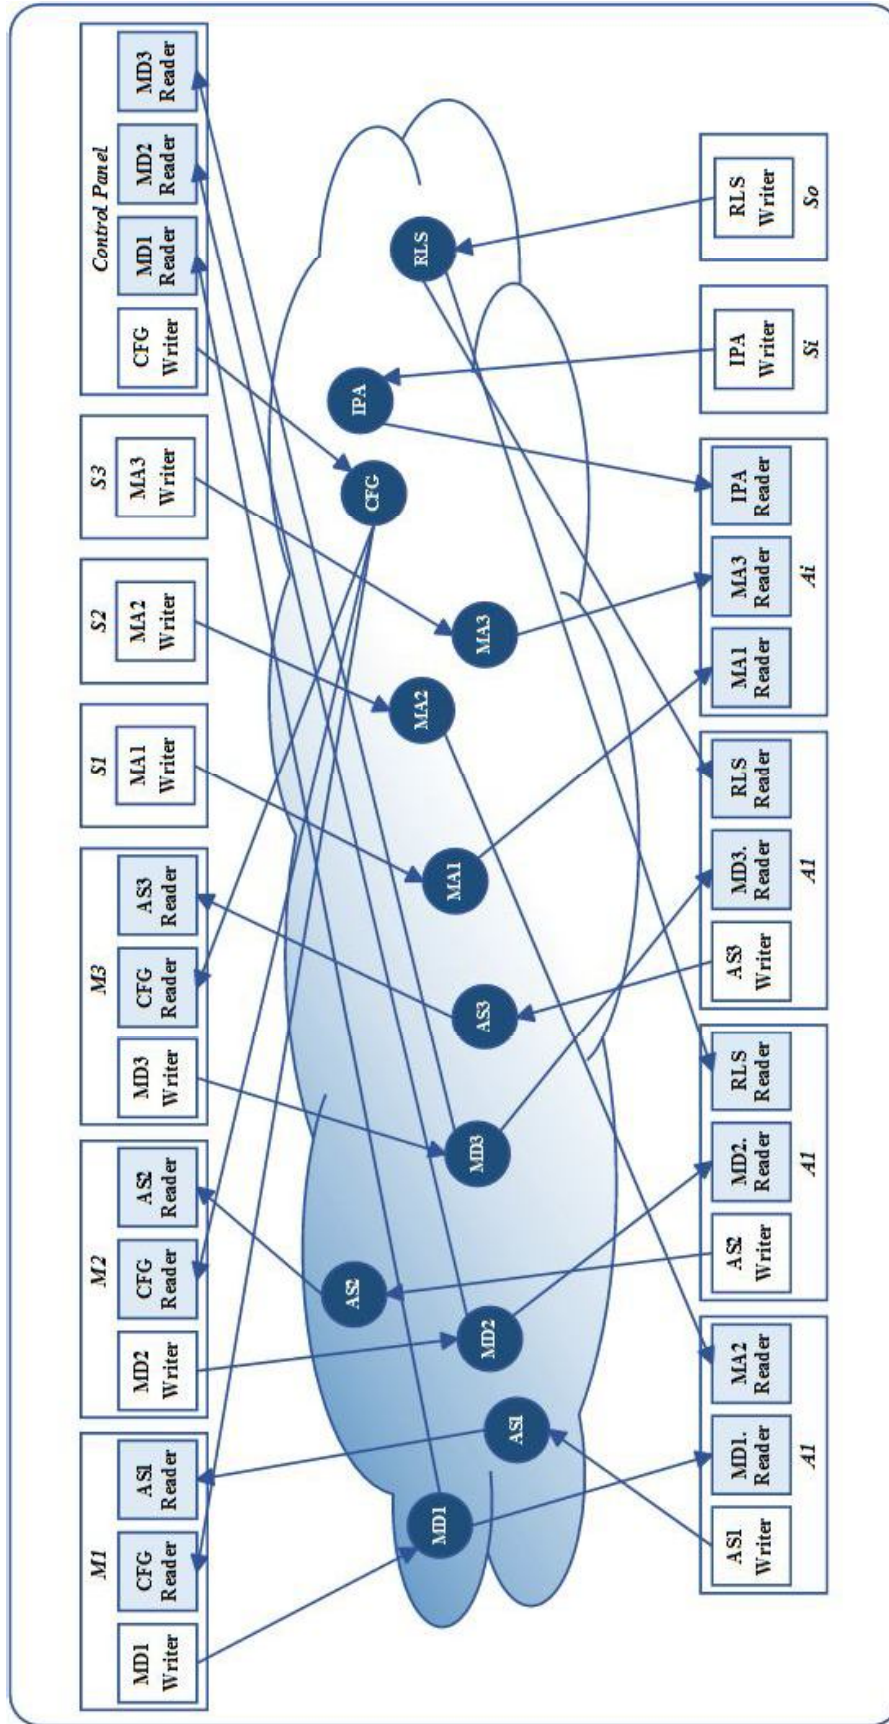 M1
MD1
Writer
CFG
Reader
AS1
Reader
M2
MD2
Writer
CFG
Reader
AS2
Reader
M3
MD3
Writer
CFG
Reader
AS3
Reader
S1
MA1
Writer
S2
MA2
Writer
S3
MA3
Writer
Control Panel
CFG
Writer
MD1
Reader
MD2
Reader
MD3
Reader
MD1
AS1
MD2
AS2
MD3
AS3
MA1
MA2
MA3
CFG
IPA
RLS
AS1
Writer
MD1.
Reader
MA2
Reader
A1
AS2
Writer
MD2.
Reader
RLS
Reader
A1
AS3
Writer
MD3.
Reader
RLS
Reader
A1
MA1
Reader
MA3
Reader
IPA
Reader
Ai
IPA
Writer
Si
RLS
Writer
So